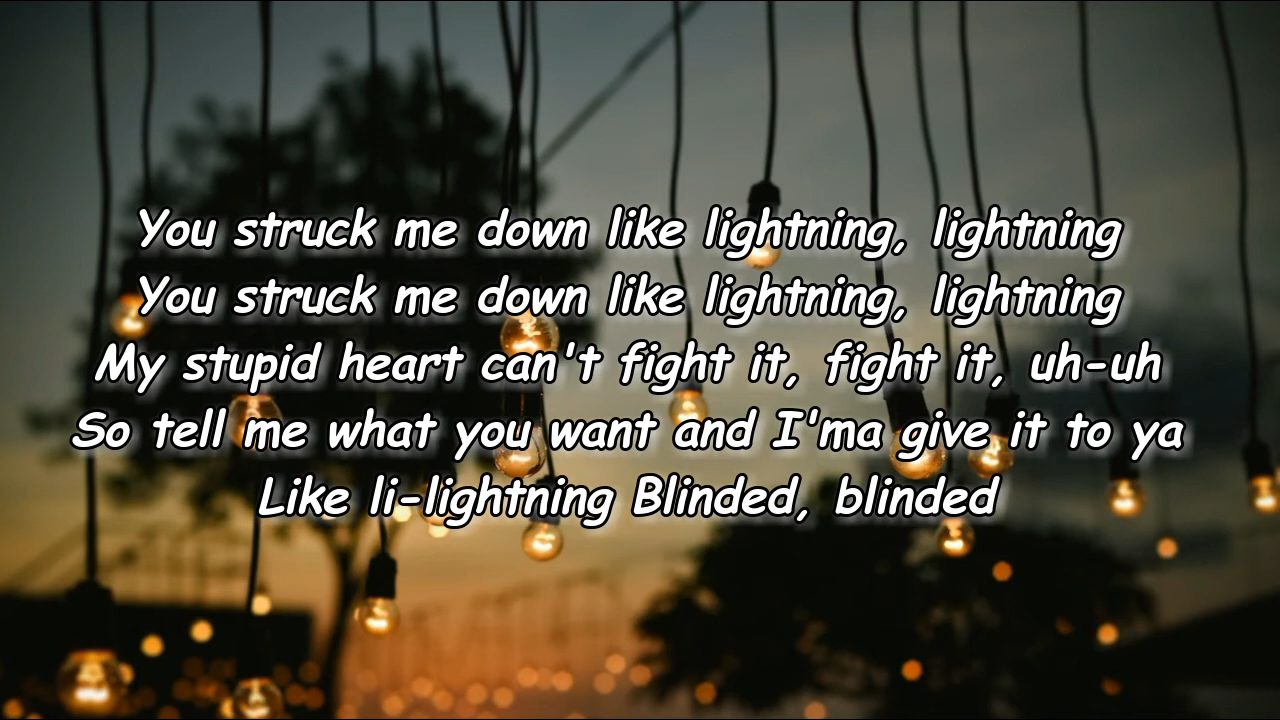 You struck me down like lightning, lightning
You struck me down like lightning, lightning
My stupid heart can't fight it, fight it, uh-uh
So tell me what you want and I'ma give it to ya
Like li-lightning Blinded, blinded